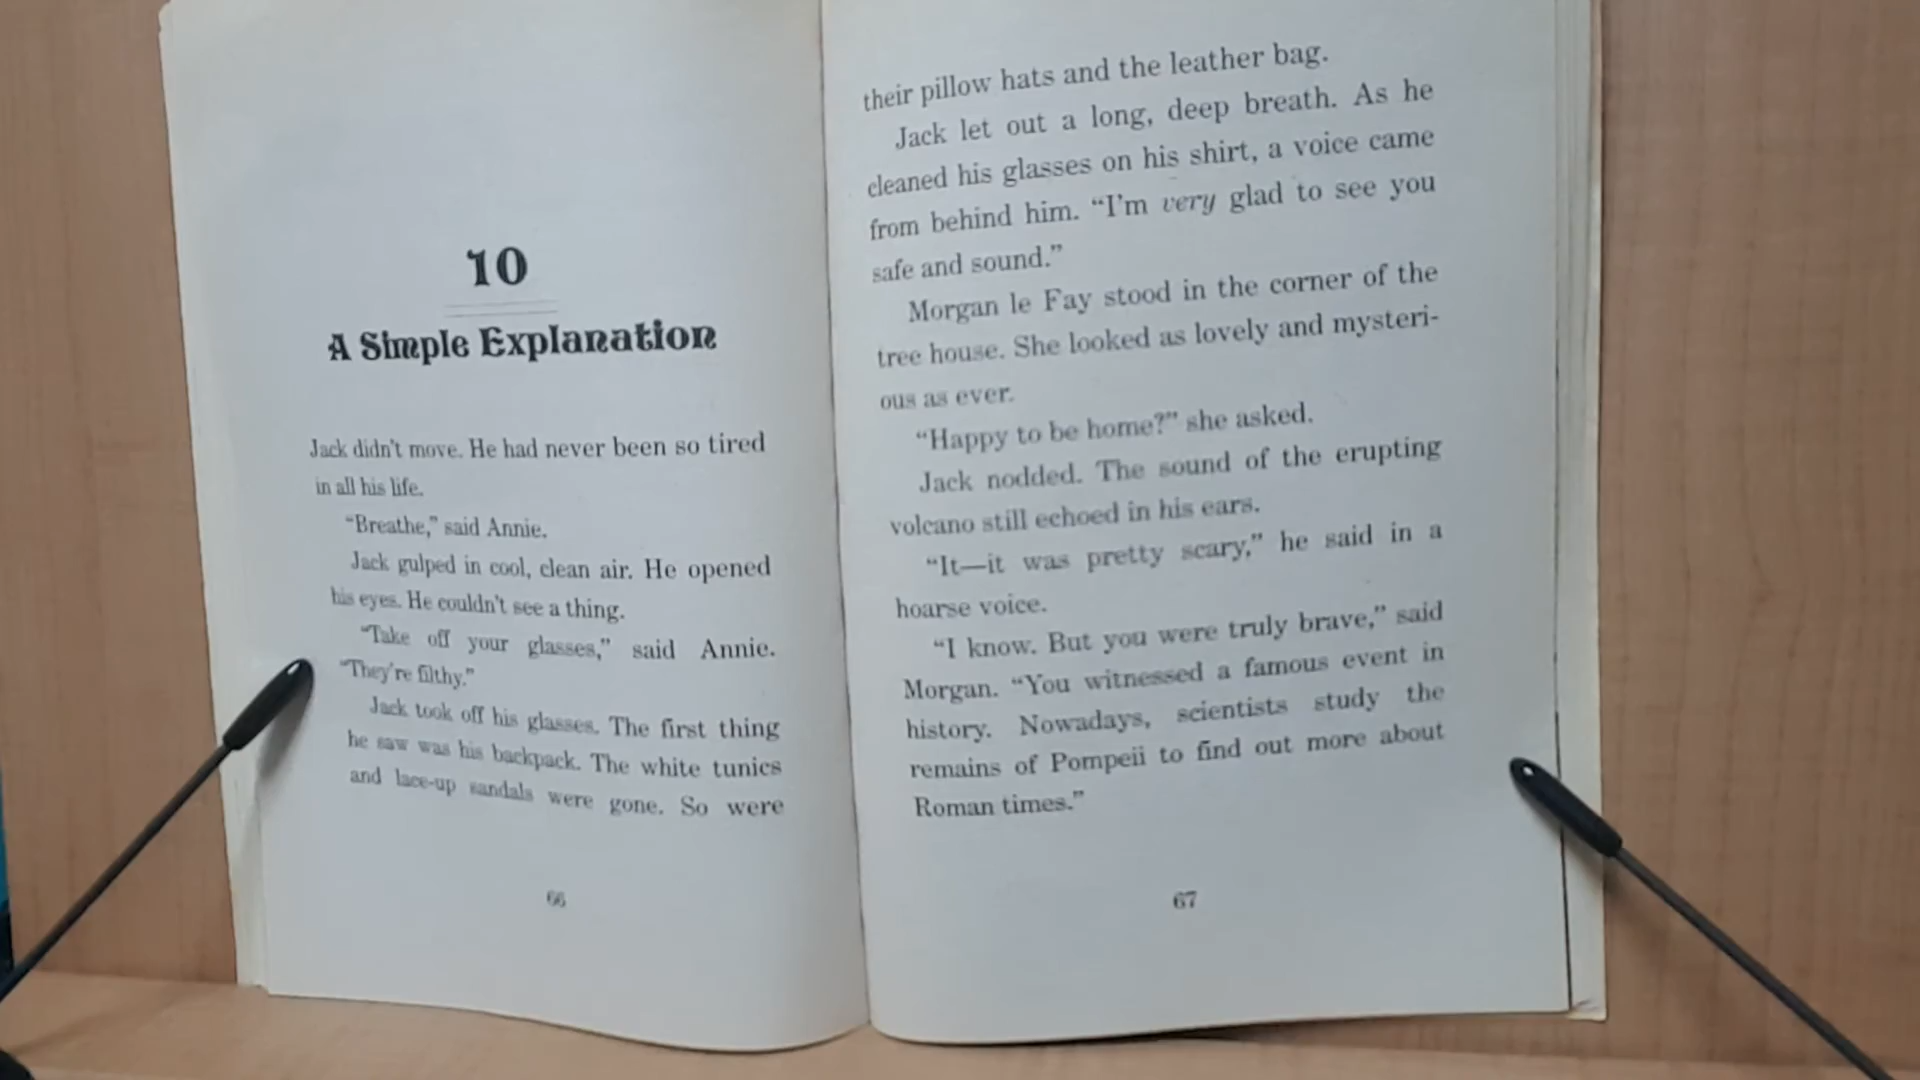 10
A Simple Explanation
Jack didn't move. He had never been so tired
in all his life.
“Breathe,” said Annie.
Jack gulped in cool, clean air. He opened
his eyes. He couldn't see a thing.
“Take off your glasses,” said Annie.
“They're filthy.”
Jack took off his glasses. The first thing
he saw was his backpack. The white tunics
and lace-up sandals were gone. So were
66
their pillow hats and the leather bag.
Jack let out a long, deep breath. As he
cleaned his glasses on his shirt, a voice came
from behind him. “I'm very glad to see you
safe and sound.”
Morgan le Fay stood in the corner of the
tree house. She looked as lovely and mysteri-
ous as ever.
“Happy to be home?” she asked.
Jack nodded. The sound of the erupting
volcano still echoed in his ears.
“It—it was pretty scary,” he said in a
hoarse voice.
“I know. But you were truly brave,” said
Morgan. “You witnessed a famous event in
history. Nowadays, scientists study the
remains of Pompeii to find out more about
Roman times.”
67